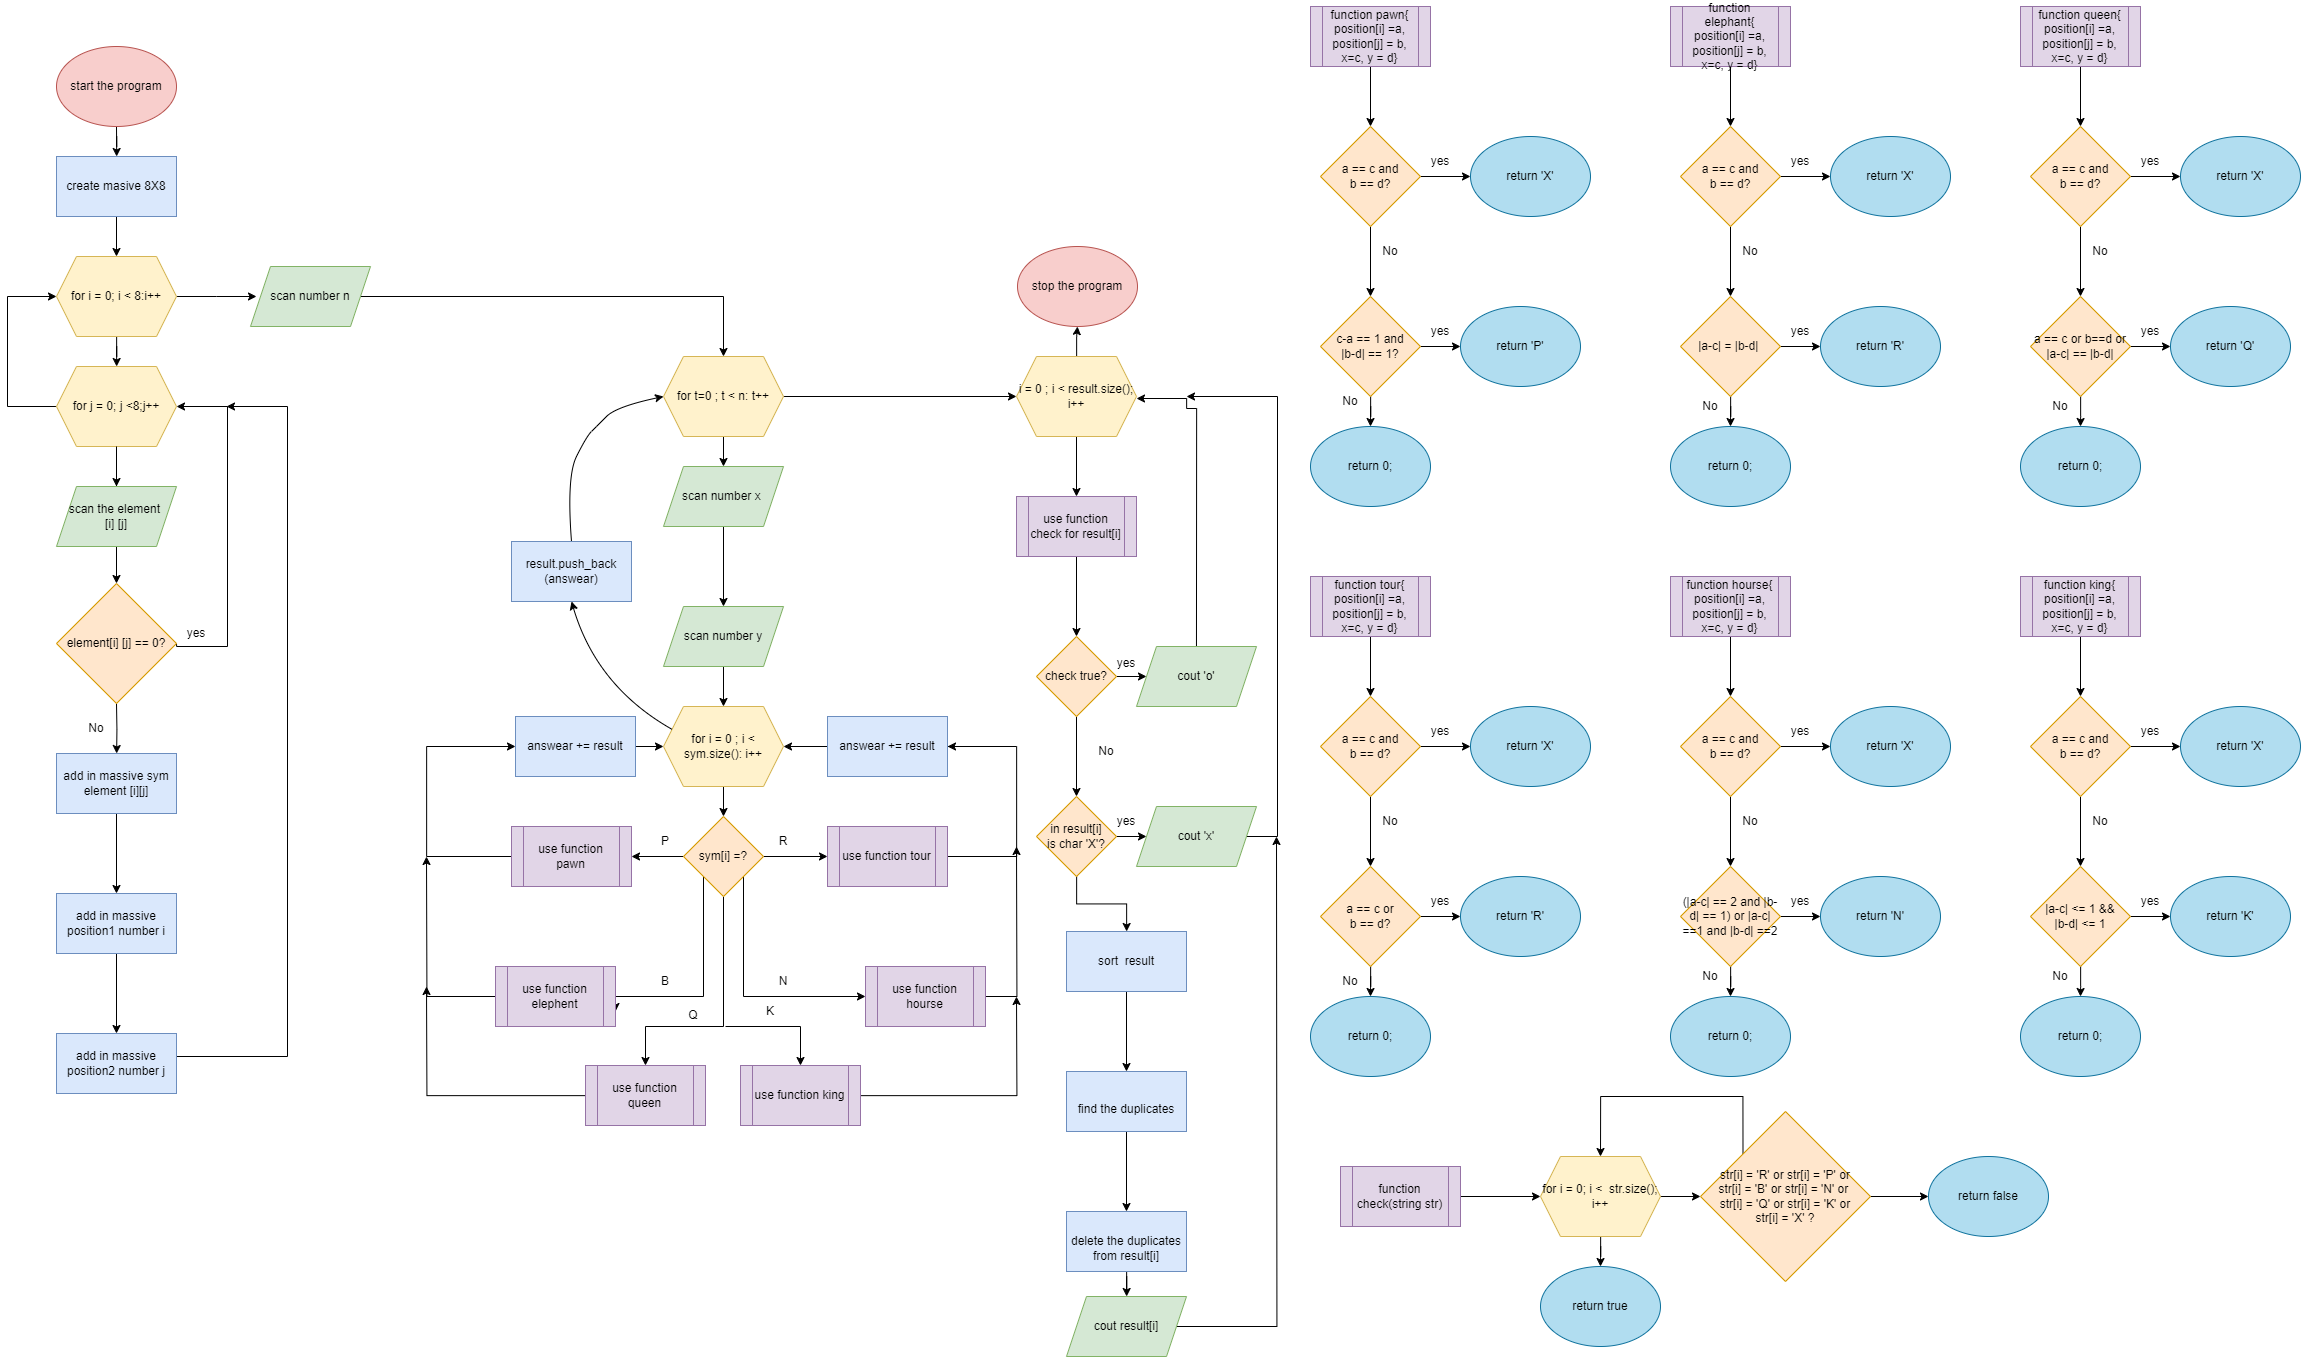 start the program
create masive 8X8
for i = 0; i < 8:i++
scan number n
for j = 0; j <8;j++
scan the element
[i] [j]
element[i] [j] == 0?
yes
No
add in massive sym
element [i][j]
add in massive
position1 number i
add in massive
position2 number j
for t=0 ; t < n: t++
scan number x
result.push_back
(answear)
scan number y
answear += result
for i = 0 ; i <
sym.size(): i++
answear += result
use function
pawn
P
sym[i] =?
R
use function tour
use function
elephent
B
N
use function
hourse
Q
K
use function
queen
use function king
stop the program
i = 0 ; i < result.size();
i++
use function
check for result[i]
check true?
yes
cout 'o'
No
in result[i]
is char 'X'?
yes
cout 'x'
sort  result
find the duplicates
delete the duplicates
from result[i]
cout result[i]
function pawn{
position[i] =a,
position[j] = b,
x=c, y = d}
a == c and
b == d?
yes
return 'X'
No
c-a == 1 and
|b-d| == 1?
yes
return 'P'
No
return 0;
function
elephant{
position[i] =a,
position[j] = b,
x=c, y = d}
a == c and
b == d?
yes
return 'X'
No
|a-c| = |b-d|
yes
return 'R'
No
return 0;
function queen{
position[i] =a,
position[j] = b,
x=c, y = d}
a == c and
b == d?
yes
return 'X'
No
a == c or b==d or
|a-c| == |b-d|
yes
return 'Q'
No
return 0;
function tour{
position[i] =a,
position[j] = b,
x=c, y = d}
a == c and
b == d?
yes
return 'X'
No
a == c or
b == d?
yes
return 'R'
No
return 0;
function hourse{
position[i] =a,
position[j] = b,
x=c, y = d}
a == c and
b == d?
yes
return 'X'
No
(|a-c| == 2 and |b-
d| == 1) or |a-c|
==1 and |b-d| ==2
yes
return 'N'
No
return 0;
function king{
position[i] =a,
position[j] = b,
x=c, y = d}
a == c and
b == d?
yes
return 'X'
No
|a-c| <= 1 &&
|b-d| <= 1
yes
return 'K'
No
return 0;
function
check(string str)
for i = 0; i <  str.size();
i++
str[i] = 'R' or str[i] = 'P' or
str[i] = 'B' or str[i] = 'N' or
str[i] = 'Q' or str[i] = 'K' or
str[i] = 'X' ?
return false
return true